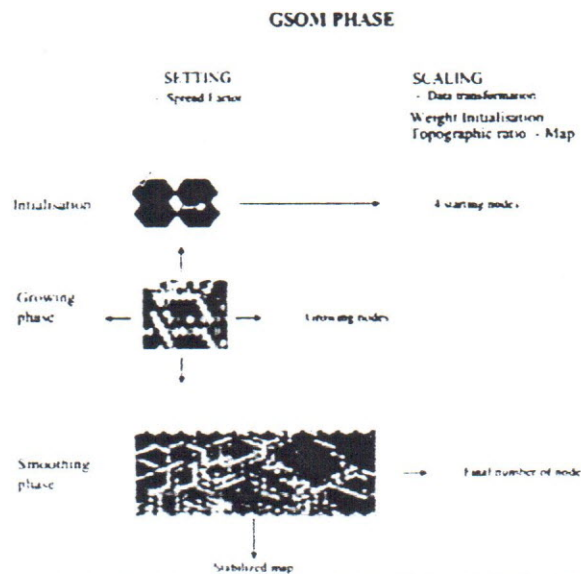 GSOM PHASE
SETTING
- Spread Factor
SCALING
- Data transformation
Weight Initialisation
Topographic ratio - Map
Intialisation
4 starting nodes
Growing
phase
Growing nodes
Smoothing
phase
Final number of node
Stabilized map